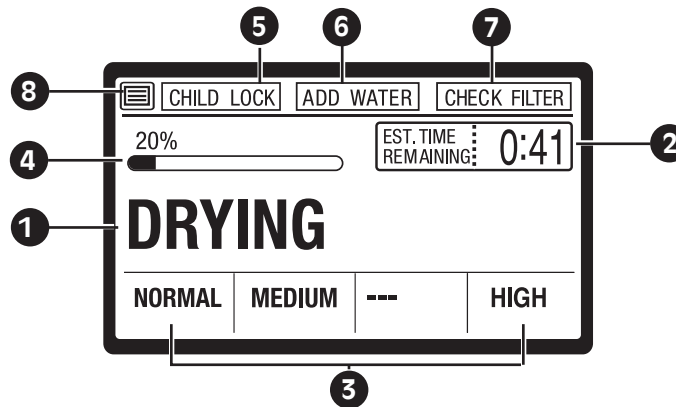 5 6 7
8 CHILD LOCK ADD WATER CHECK FILTER
4 20% EST. TIME REMAINING 0:41 2
1 DRYING
NORMAL MEDIUM --- HIGH
3